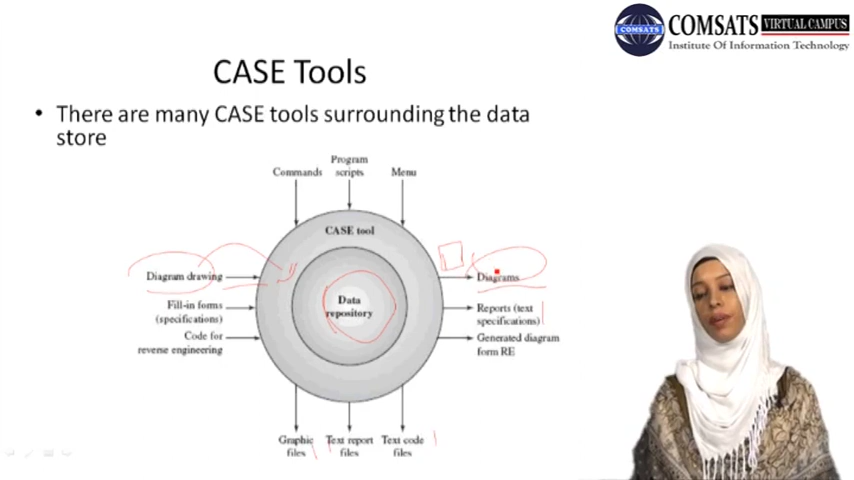 COMSATS
COMSATS VIRTUAL CAMPUS
Institute Of Information Technology
CASE Tools
• There are many CASE tools surrounding the data
store
Commands
Program
scripts
Menu
CASE tool
Diagram drawing
Fill-in forms
(specifications)
Code for
reverse engineering
Data
repository
Diagrams
Reports (text
specifications)
Generated diagram
form RE
Graphic
files
Text report
files
Text code
files